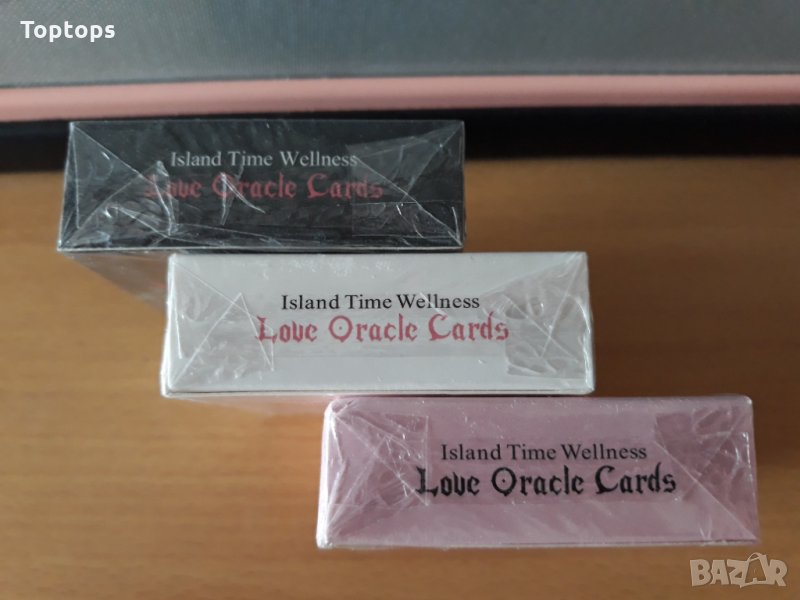 Toptops
Island Time Wellness
Love Oracle Cards
Island Time Wellness
Love Oracle Cards
Island Time Wellness
Love Oracle Cards
BAZAR